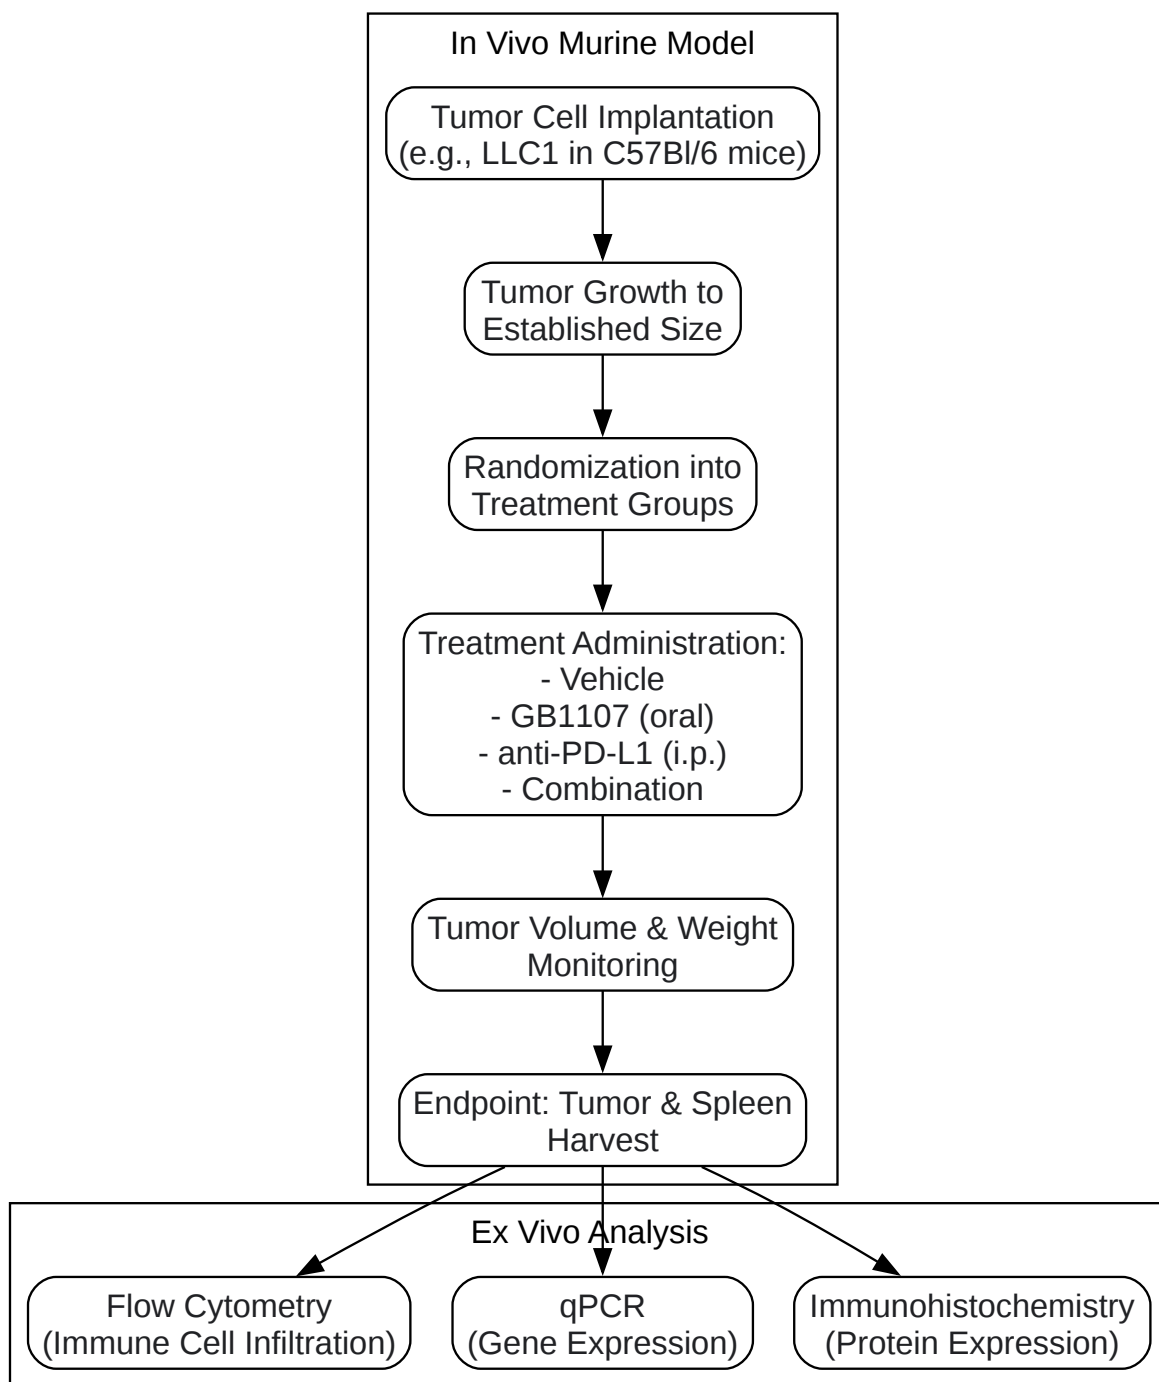 In Vivo Murine Model
Tumor Cell Implantation
(e.g., LLC1 in C57Bl/6 mice)
Tumor Growth to
Established Size
Randomization into
Treatment Groups
Treatment Administration:
- Vehicle
- GB1107 (oral)
- anti-PD-L1 (i.p.)
- Combination
Tumor Volume & Weight
Monitoring
Endpoint: Tumor & Spleen
Harvest
Ex Vivo Analysis
Flow Cytometry
(Immune Cell Infiltration)
qPCR
(Gene Expression)
Immunohistochemistry
(Protein Expression)